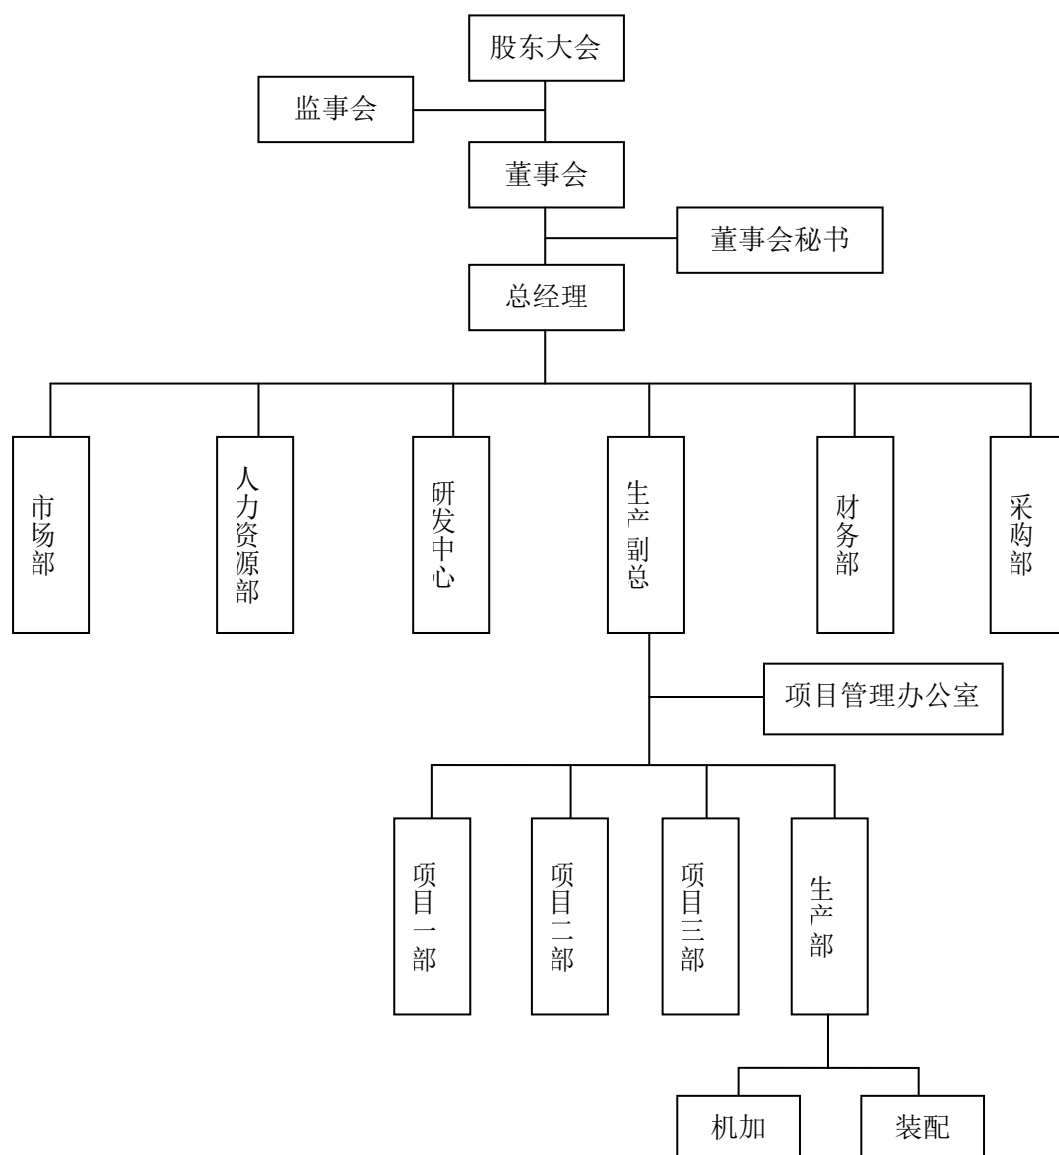 股东大会
监事会
董事会
董事会秘书
总经理
市场部
人力资源部
研发中心
生产副总
财务部
采购部
项目管理办公室
项目一部
项目二部
项目三部
生产部
机加
装配